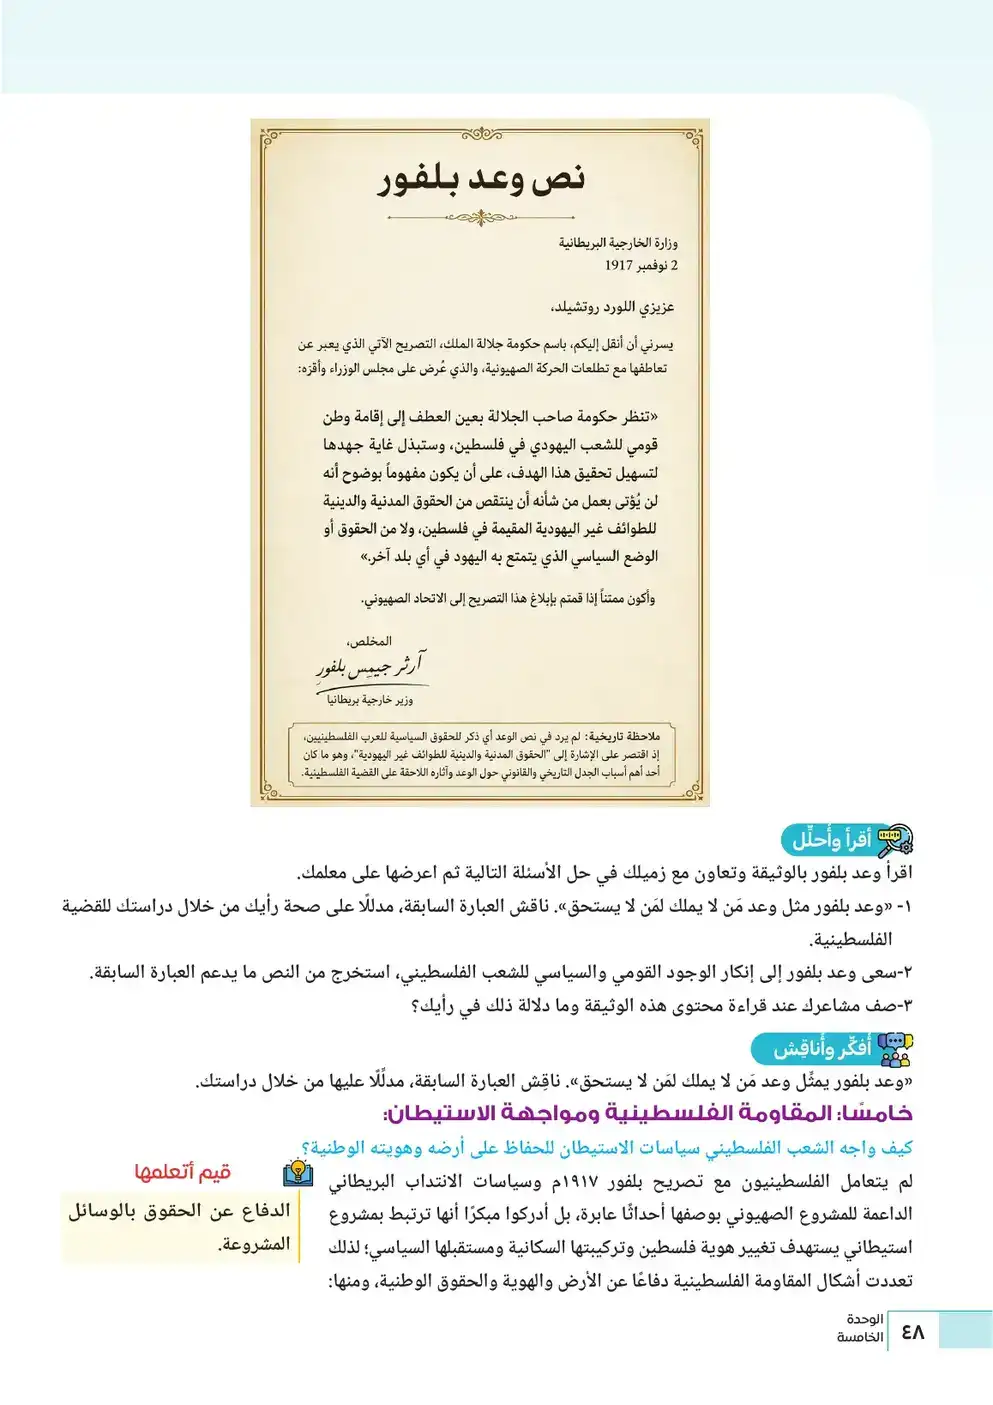 نص وعد بلفور
وزارة الخارجية البريطانية
2 نوفمبر 1917
عزيزي اللورد روتشيلد،
يسرني أن أنقل إليكم، باسم حكومة جلالة الملك، التصريح الآتي الذي يعبر عن
تعاطفها مع تطلعات الحركة الصهيونية، والذي عُرض على مجلس الوزراء وأقرّه:
«تنظر حكومة صاحب الجلالة بعين العطف إلى إقامة وطن
قومي للشعب اليهودي في فلسطين، وستبذل غاية جهدها
لتسهيل تحقيق هذا الهدف، على أن يكون مفهوماً بوضوح أنه
لن يُؤتى بعمل من شأنه أن ينتقص من الحقوق المدنية والدينية
للطوائف غير اليهودية المقيمة في فلسطين، ولا من الحقوق أو
الوضع السياسي الذي يتمتع به اليهود في أي بلد آخر.»
وأكون ممتناً إذا قمتم بإبلاغ هذا التصريح إلى الاتحاد الصهيوني.
المخلص،
آرثر جيمس بلفور
وزير خارجية بريطانيا
ملاحظة تاريخية: لم يرد في نص الوعد أي ذكر للحقوق السياسية للعرب الفلسطينيين،
إذ اقتصر على الإشارة إلى "الحقوق المدنية والدينية للطوائف غير اليهودية"، وهو ما كان
أحد أهم أسباب الجدل التاريخي والقانوني حول الوعد وآثاره اللاحقة على القضية الفلسطينية.
أقرأ وأحلّل
اقرأ وعد بلفور بالوثيقة وتعاون مع زميلك في حل الأسئلة التالية ثم اعرضها على معلمك.
١- «وعد بلفور مثل وعد مَن لا يملك لمَن لا يستحق». ناقش العبارة السابقة، مدللًا على صحة رأيك من خلال دراستك للقضية
الفلسطينية.
٢-سعى وعد بلفور إلى إنكار الوجود القومي والسياسي للشعب الفلسطيني، استخرج من النص ما يدعم العبارة السابقة.
٣-صف مشاعرك عند قراءة محتوى هذه الوثيقة وما دلالة ذلك في رأيك؟
أفكّر وأناقِش
«وعد بلفور يمثّل وعد مَن لا يملك لمَن لا يستحق». ناقِش العبارة السابقة، مدلّلًا عليها من خلال دراستك.
خامسًا: المقاومة الفلسطينية ومواجهة الاستيطان:
كيف واجه الشعب الفلسطيني سياسات الاستيطان للحفاظ على أرضه وهويته الوطنية؟
لم يتعامل الفلسطينيون مع تصريح بلفور ١٩١٧م وسياسات الانتداب البريطاني
الداعمة للمشروع الصهيوني بوصفها أحداثًا عابرة، بل أدركوا مبكرًا أنها ترتبط بمشروع
استيطاني يستهدف تغيير هوية فلسطين وتركيبتها السكانية ومستقبلها السياسي؛ لذلك
تعددت أشكال المقاومة الفلسطينية دفاعًا عن الأرض والهوية والحقوق الوطنية، ومنها:
قيم أتعلمها
الدفاع عن الحقوق بالوسائل
المشروعة.
الوحدة
الخامسة
٤٨